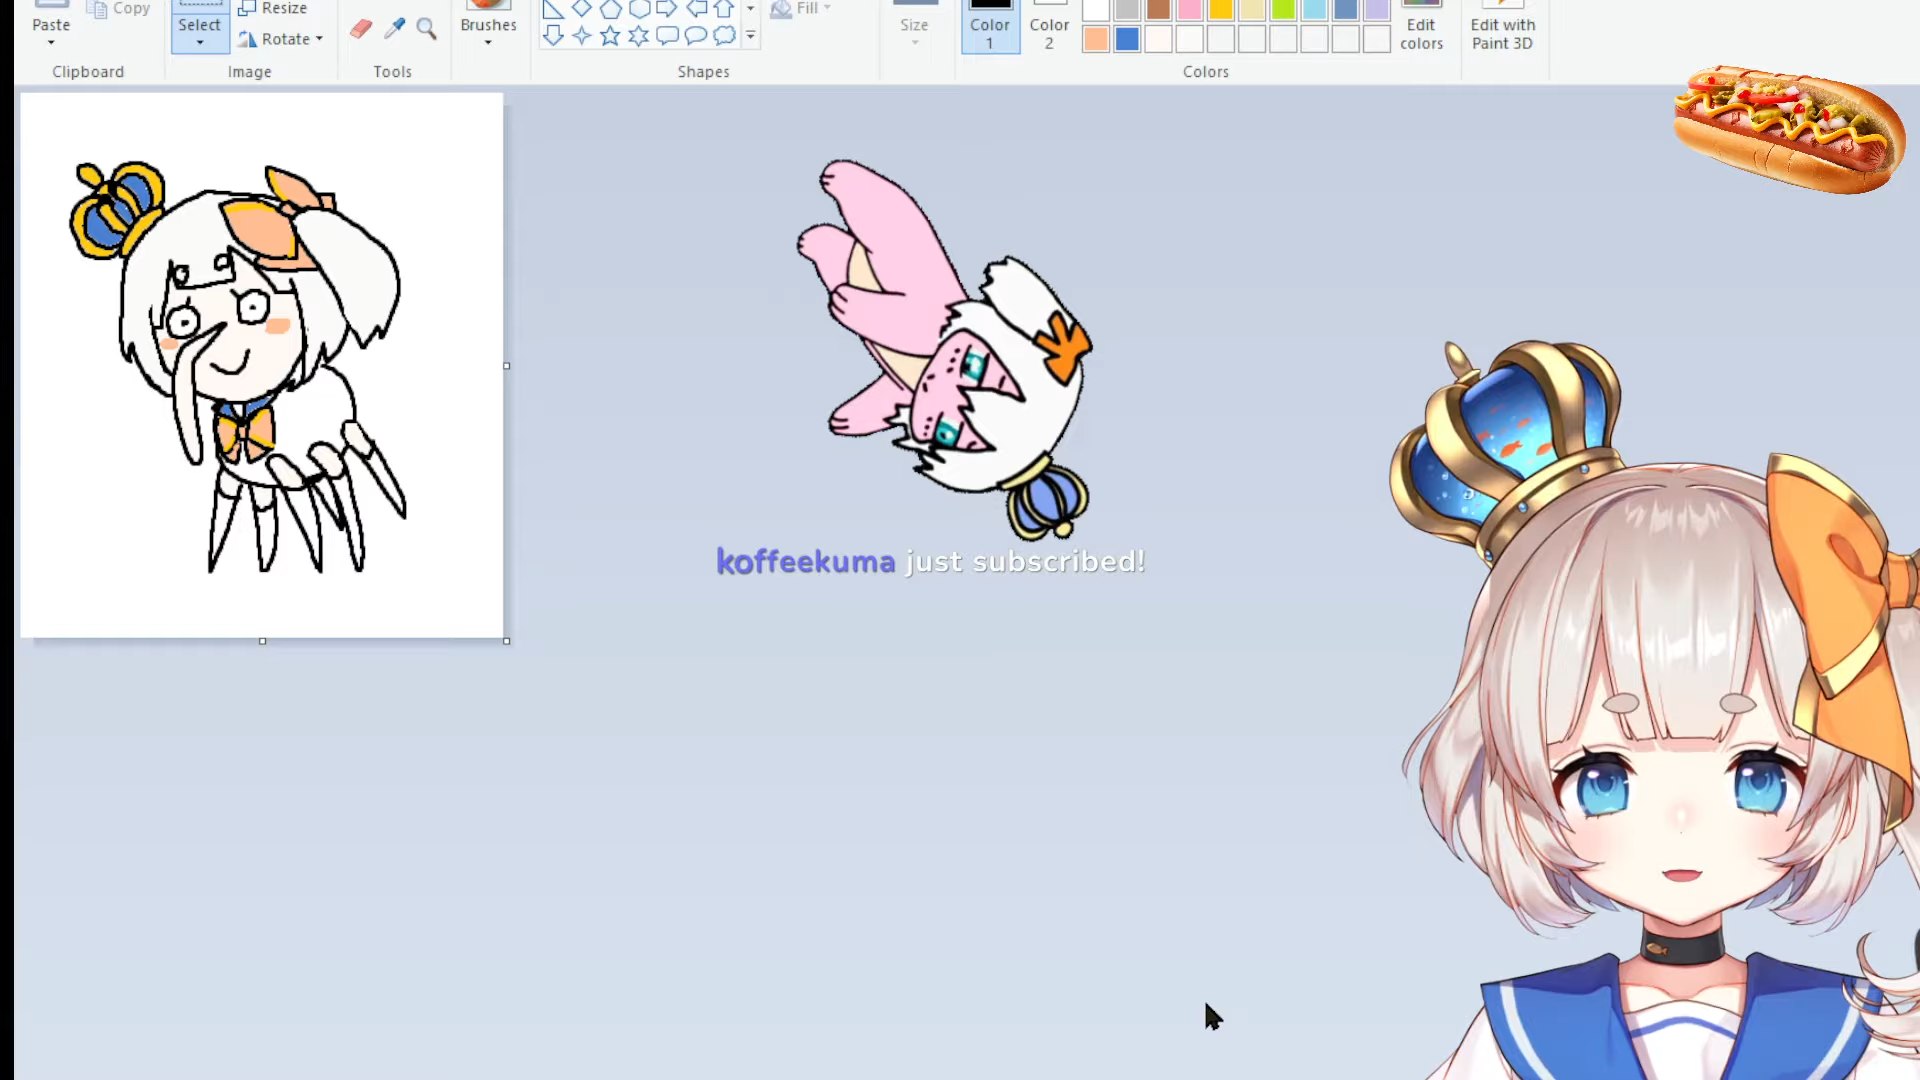 Paste
Copy
Select
Resize
Rotate
Brushes
Fill
Size
Color 1
Color 2
Edit colors
Edit with Paint 3D
Clipboard
Image
Tools
Shapes
Colors
koffeekuma just subscribed!